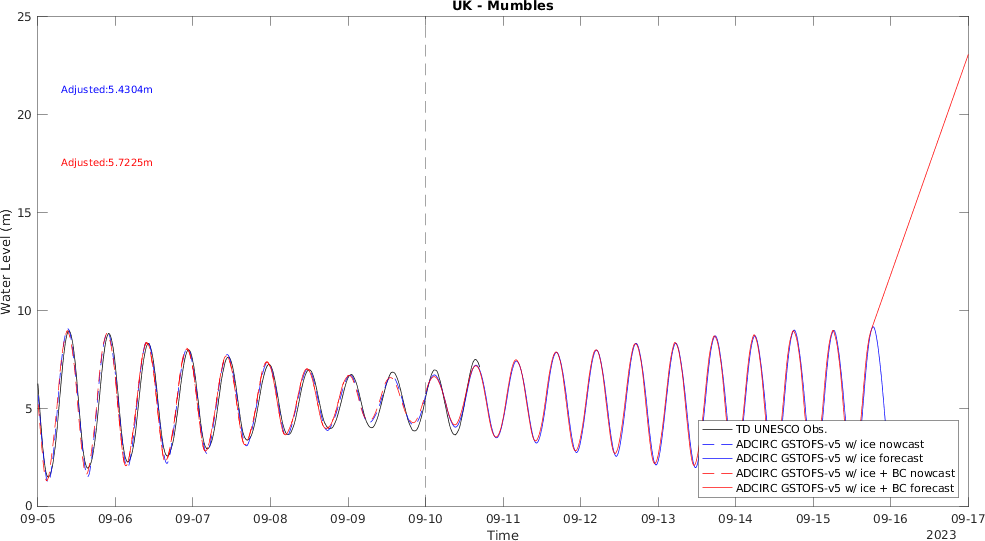 UK - Mumbles
25
20
15
10
5
0
Water Level (m)
Adjusted:5.4304m
Adjusted:5.7225m
TD UNESCO Obs.
ADCIRC GSTOFS-v5 w/ ice nowcast
ADCIRC GSTOFS-v5 w/ ice forecast
ADCIRC GSTOFS-v5 w/ ice + BC nowcast
ADCIRC GSTOFS-v5 w/ ice + BC forecast
09-05 09-06 09-07 09-08 09-09 09-10 09-11 09-12 09-13 09-14 09-15 09-16 09-17
Time
2023